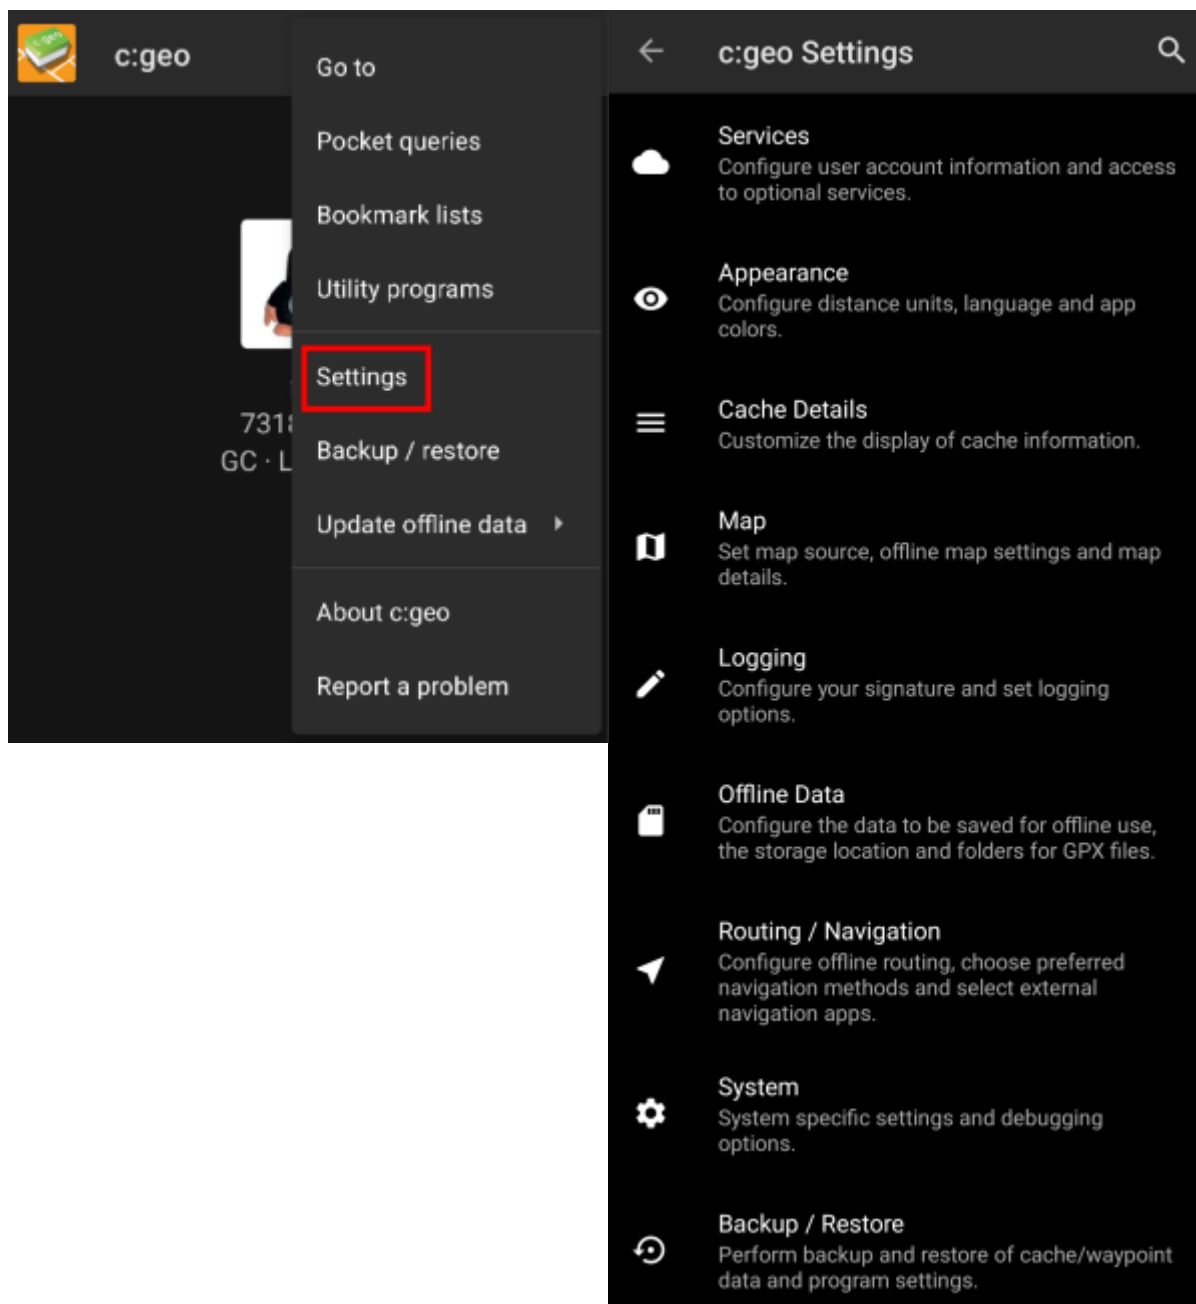 c:geo
Go to
Pocket queries
Bookmark lists
Utility programs
Settings
7318
GC · L
Backup / restore
Update offline data
About c:geo
Report a problem
c:geo Settings
Services
Configure user account information and access
to optional services.
Appearance
Configure distance units, language and app
colors.
Cache Details
Customize the display of cache information.
Map
Set map source, offline map settings and map
details.
Logging
Configure your signature and set logging
options.
Offline Data
Configure the data to be saved for offline use,
the storage location and folders for GPX files.
Routing / Navigation
Configure offline routing, choose preferred
navigation methods and select external
navigation apps.
System
System specific settings and debugging
options.
Backup / Restore
Perform backup and restore of cache/waypoint
data and program settings.